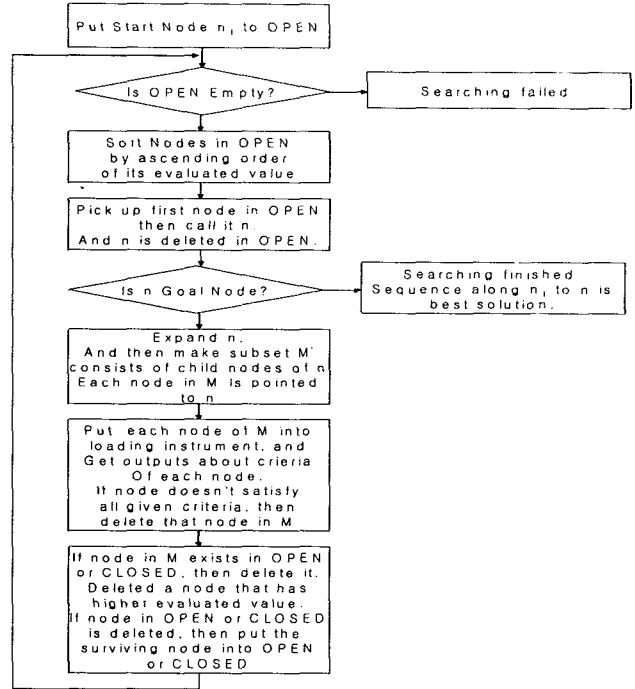 Put Start Node n₁ to OPEN
Is OPEN Empty?
Searching failed
Sort Nodes in OPEN
by ascending order
of its evaluated value
Pick up first node in OPEN
then call it n.
And n is deleted in OPEN.
Is n Goal Node?
Searching finished
Sequence along n₁ to n is
best solution.
Expand n.
And then make subset M
consists of child nodes of n
Each node in M is pointed
to n
Put each node of M into
loading instrument, and
Get outputs about crieria
Of each node.
If node doesn't satisfy
all given criteria, then
delete that node in M
If node in M exists in OPEN
or CLOSED, then delete it.
Deleted a node that has
higher evaluated value.
If node in OPEN or CLOSED
is deleted, then put the
surviving node into OPEN
or CLOSED